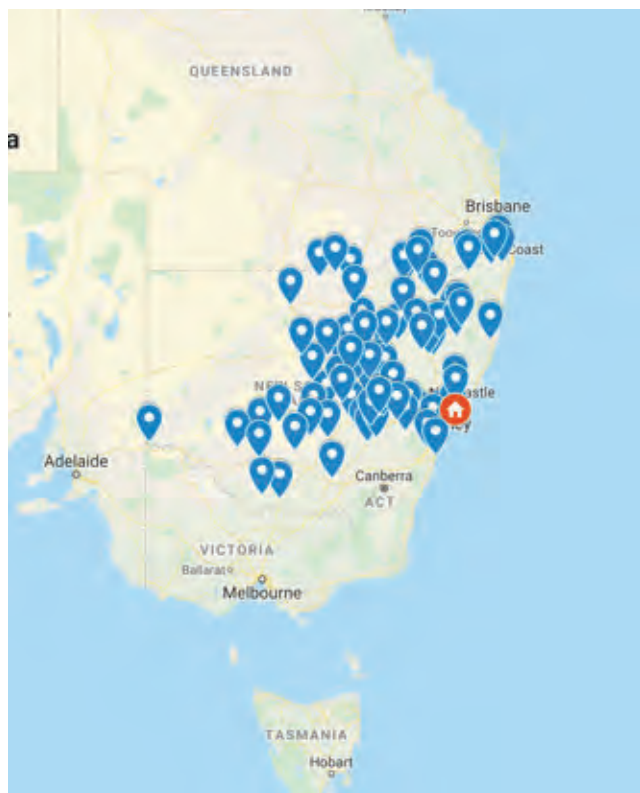 QUEENSLAND
a
Brisbane
Coast
Adelaide
Canberra
ACT
VICTORIA
Ballarat
Melbourne
TASMANIA
Hobart